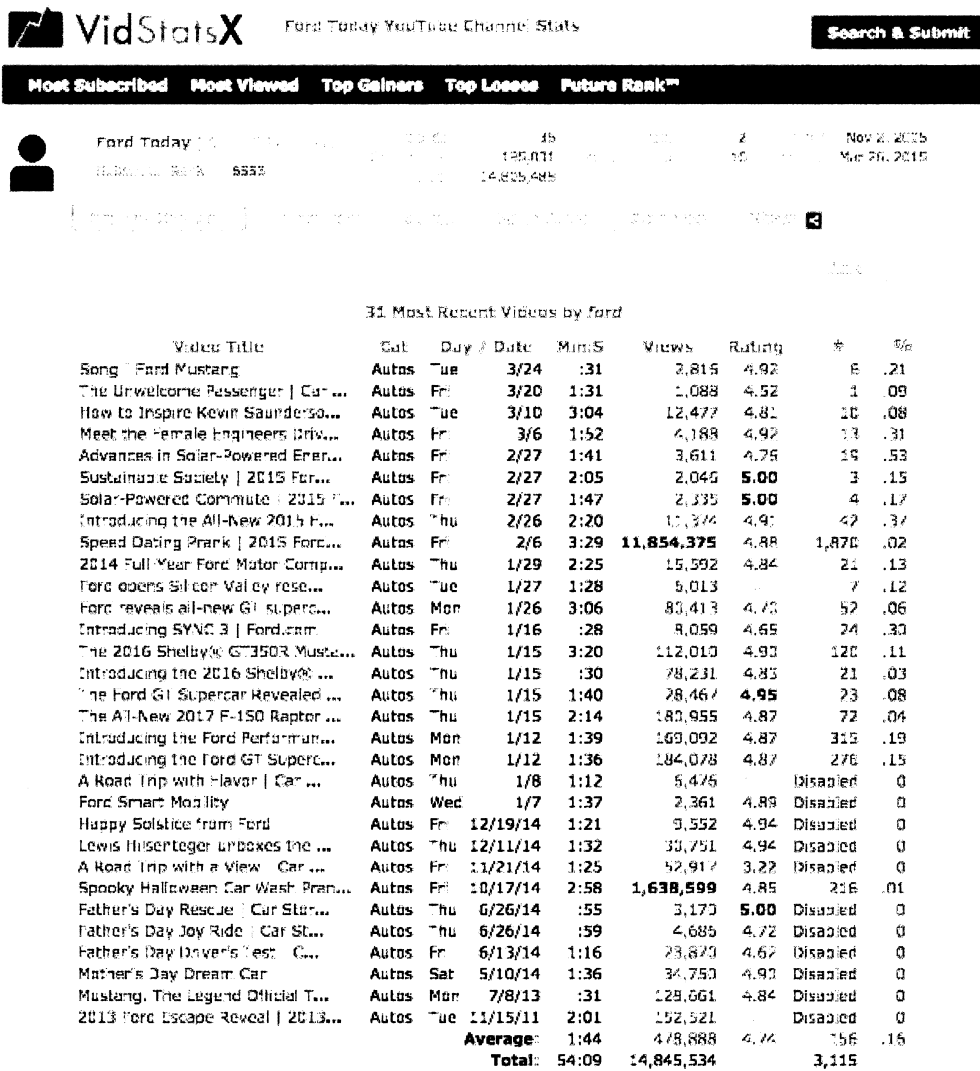 VidStatsX Ford Today YouTube Channel Stats Search & Submit
Most Subscribed Most Viewed Top Gainers Top Losses Future Rank™
Ford Today 35 2 Nov 2, 2005
195,031 10 Mar 26, 2015
5553 14,825,485
31 Most Recent Videos by ford
Video Title Cat Day / Date Min:S Views Rating # %
Song | Ford Mustang Autos Tue 3/24 :31 2,815 4.92 6 .21
The Unwelcome Passenger | Car ... Autos Fri 3/20 1:31 1,088 4.52 1 .09
How to Inspire Kevin Saunderso... Autos Tue 3/10 3:04 12,477 4.81 10 .08
Meet the Female Engineers Driv... Autos Fri 3/6 1:52 4,188 4.92 13 .31
Advances in Solar-Powered Ener... Autos Fri 2/27 1:41 3,611 4.75 19 .53
Sustainable Society | 2015 For... Autos Fri 2/27 2:05 2,045 5.00 3 .15
Solar-Powered Commute | 2015 F... Autos Fri 2/27 1:47 2,335 5.00 4 .17
Introducing the All-New 2015 F... Autos Thu 2/26 2:20 11,374 4.91 42 .37
Speed Dating Prank | 2015 Ford... Autos Fri 2/6 3:29 11,854,375 4.88 1,870 .02
2014 Full Year Ford Motor Comp... Autos Thu 1/29 2:25 15,592 4.84 21 .13
Ford opens Silicon Valley rese... Autos Tue 1/27 1:28 6,013 7 .12
Ford reveals all-new GT superc... Autos Mon 1/26 3:06 83,413 4.73 52 .06
Introducing SYNC 3 | Ford.com Autos Fri 1/16 :28 8,059 4.65 24 .30
The 2016 Shelby® GT350R Musta... Autos Thu 1/15 3:20 112,010 4.93 120 .11
Introducing the 2016 Shelby® ... Autos Thu 1/15 :30 78,231 4.83 21 .03
The Ford GT Supercar Revealed ... Autos Thu 1/15 1:40 28,467 4.95 23 .08
The All-New 2017 F-150 Raptor ... Autos Thu 1/15 2:14 180,955 4.87 72 .04
Introducing the Ford Performan... Autos Mon 1/12 1:39 169,092 4.87 315 .19
Introducing the Ford GT Superc... Autos Mon 1/12 1:36 184,078 4.87 276 .15
A Road Trip with Flavor | Car ... Autos Thu 1/8 1:12 5,476 Disabled 0
Ford Smart Mobility Autos Wed 1/7 1:37 2,361 4.89 Disabled 0
Happy Solstice from Ford Autos Fri 12/19/14 1:21 9,552 4.94 Disabled 0
Lewis Hilsenteger unboxes the ... Autos Thu 12/11/14 1:32 30,751 4.94 Disabled 0
A Road Trip with a View | Car ... Autos Fri 11/21/14 1:25 52,917 3.22 Disabled 0
Spooky Halloween Car Wash Pran... Autos Fri 10/17/14 2:58 1,638,599 4.85 216 .01
Father's Day Rescue | Car Stor... Autos Thu 6/26/14 :55 3,170 5.00 Disabled 0
Father's Day Joy Ride | Car St... Autos Thu 6/26/14 :59 4,685 4.72 Disabled 0
Father's Day Driver's Test | C... Autos Fri 6/13/14 1:16 23,870 4.62 Disabled 0
Mother's Day Dream Car Autos Sat 5/10/14 1:36 34,750 4.93 Disabled 0
Mustang, The Legend Official T... Autos Mon 7/8/13 :31 129,661 4.84 Disabled 0
2013 Ford Escape Reveal | 2013... Autos Tue 11/15/11 2:01 152,521 Disabled 0
Average: 1:44 478,888 4.74 156 .16
Total: 54:09 14,845,534 3,115